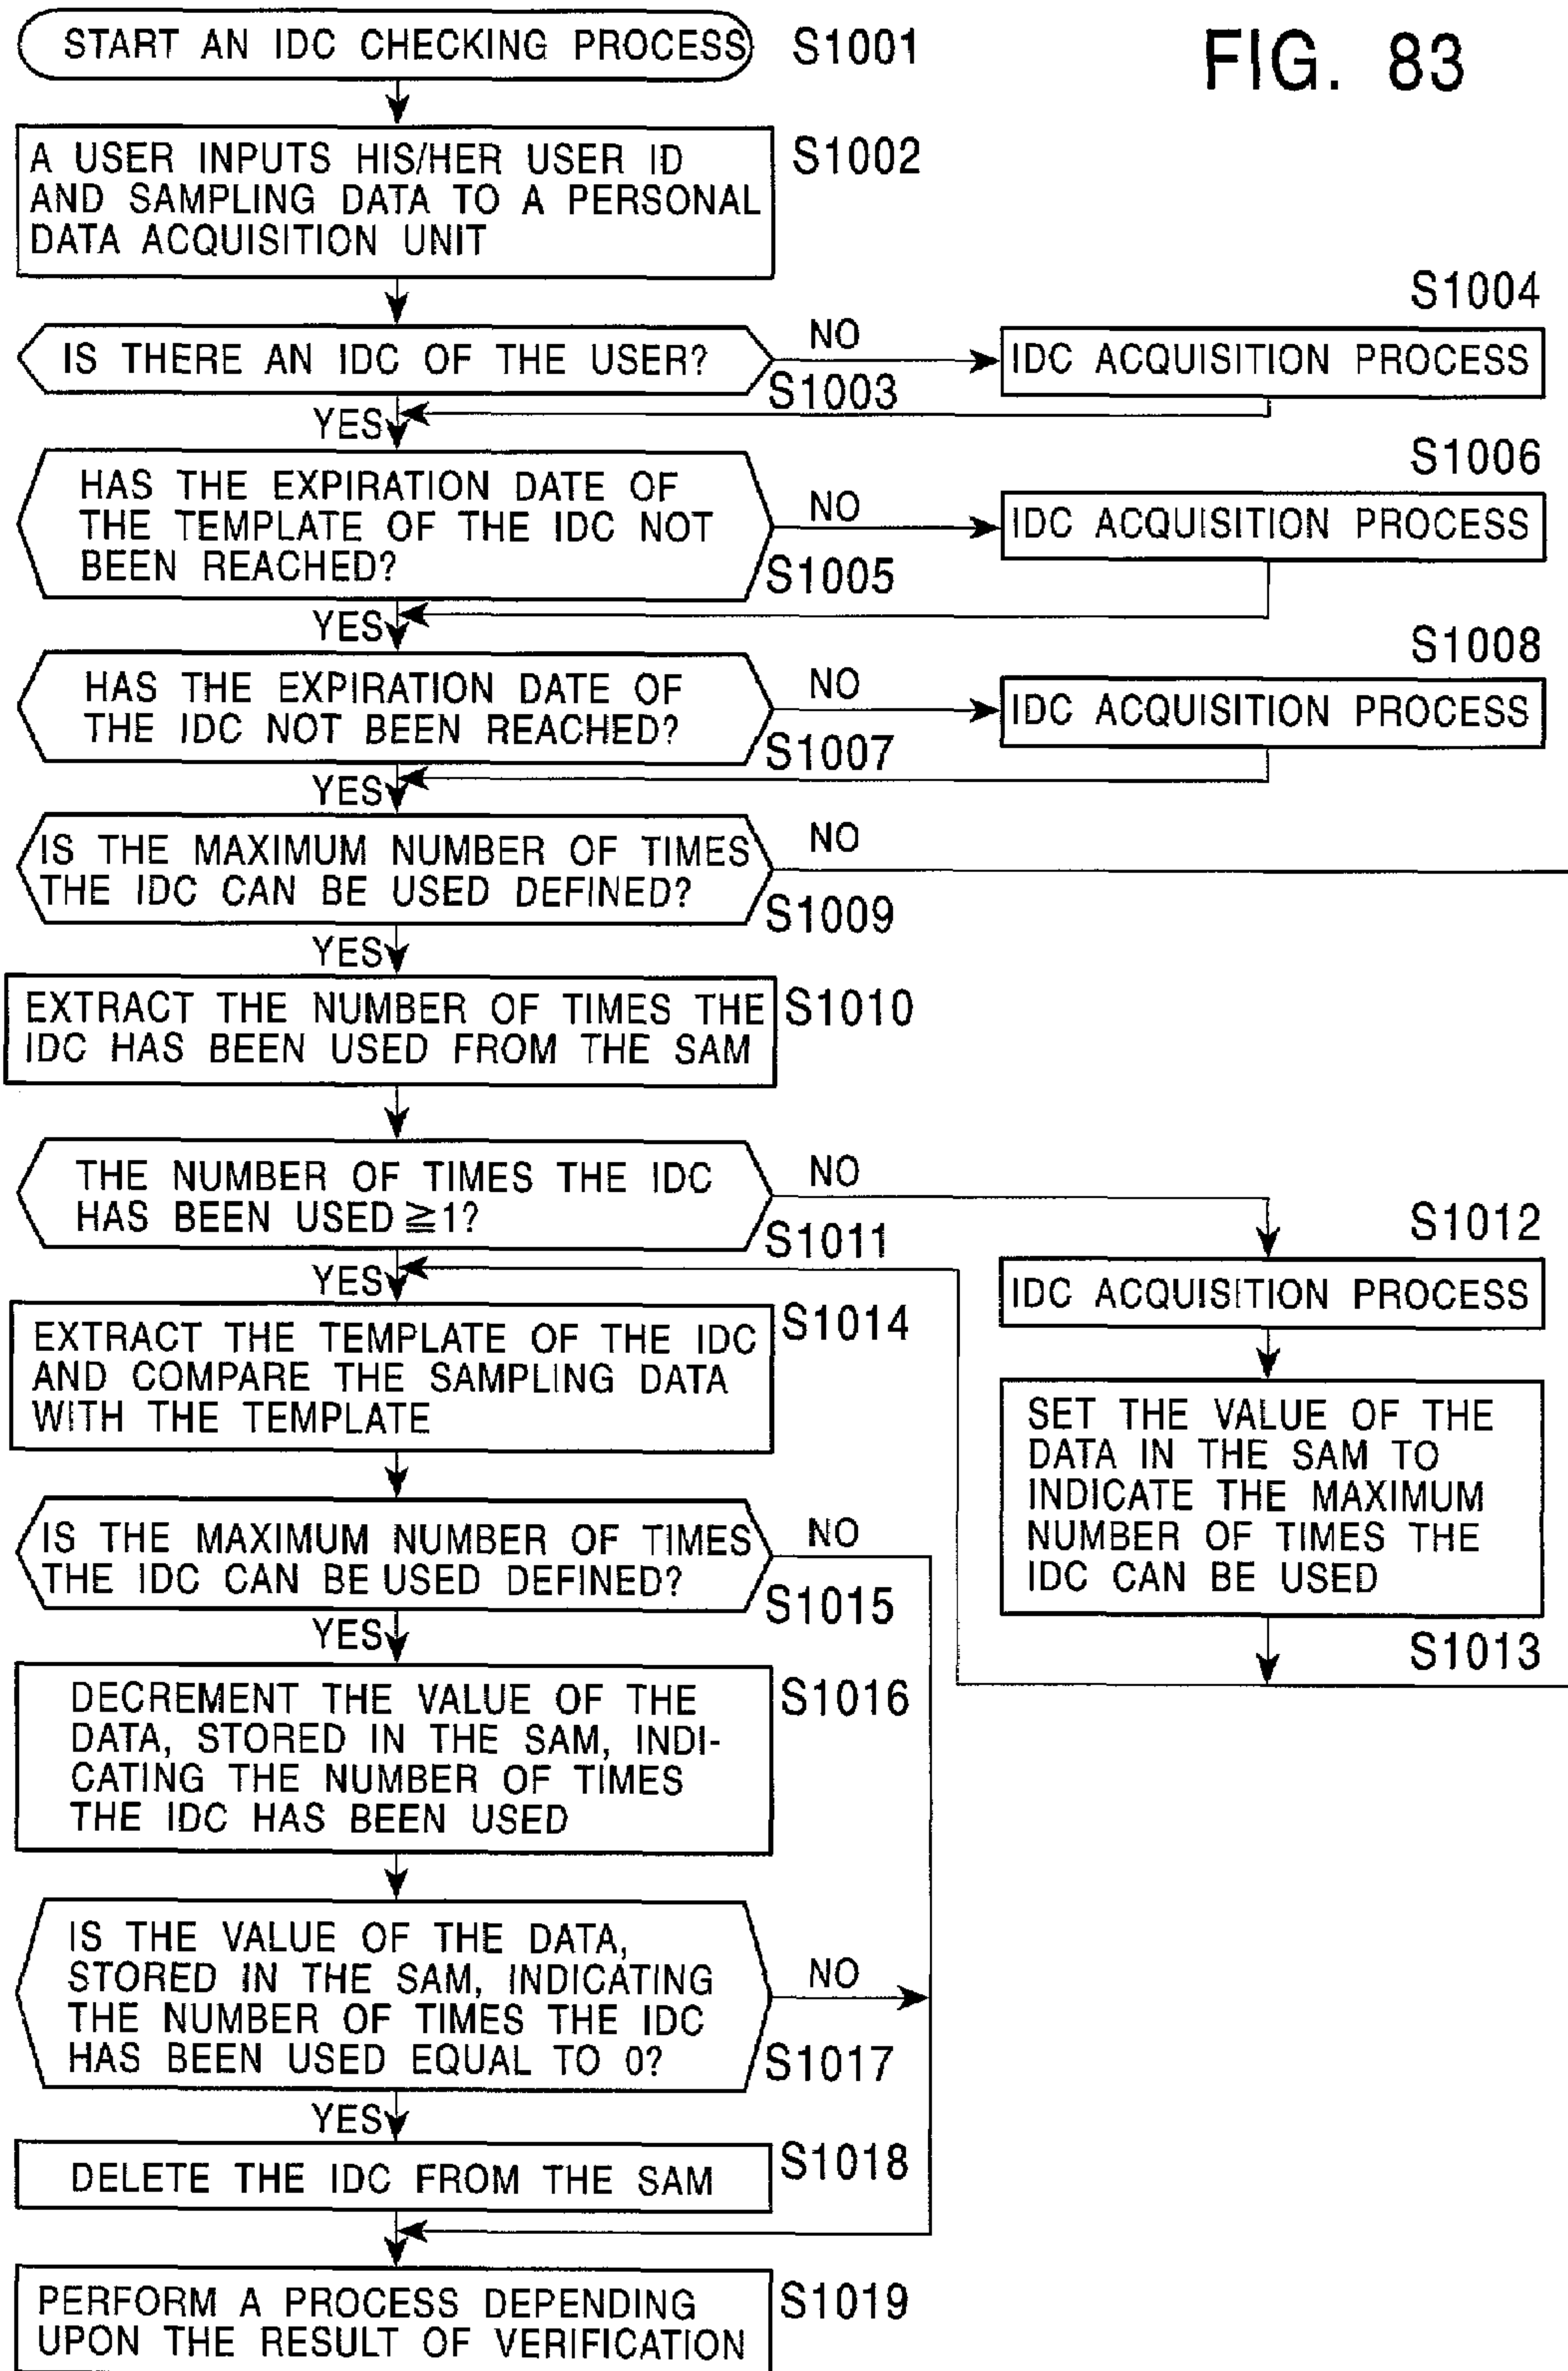 FIG. 83
START AN IDC CHECKING PROCESS
S1001
A USER INPUTS HIS/HER USER ID
AND SAMPLING DATA TO A PERSONAL
DATA ACQUISITION UNIT
S1002
IS THERE AN IDC OF THE USER?
NO
S1003
S1004
IDC ACQUISITION PROCESS
YES
HAS THE EXPIRATION DATE OF
THE TEMPLATE OF THE IDC NOT
BEEN REACHED?
NO
S1005
S1006
IDC ACQUISITION PROCESS
YES
HAS THE EXPIRATION DATE OF
THE IDC NOT BEEN REACHED?
NO
S1007
S1008
IDC ACQUISITION PROCESS
YES
IS THE MAXIMUM NUMBER OF TIMES
THE IDC CAN BE USED DEFINED?
NO
S1009
YES
EXTRACT THE NUMBER OF TIMES THE
IDC HAS BEEN USED FROM THE SAM
S1010
THE NUMBER OF TIMES THE IDC
HAS BEEN USED ≧1?
NO
S1011
S1012
IDC ACQUISITION PROCESS
SET THE VALUE OF THE
DATA IN THE SAM TO
INDICATE THE MAXIMUM
NUMBER OF TIMES THE
IDC CAN BE USED
S1013
YES
EXTRACT THE TEMPLATE OF THE IDC
AND COMPARE THE SAMPLING DATA
WITH THE TEMPLATE
S1014
IS THE MAXIMUM NUMBER OF TIMES
THE IDC CAN BE USED DEFINED?
NO
S1015
YES
DECREMENT THE VALUE OF THE
DATA, STORED IN THE SAM, INDI-
CATING THE NUMBER OF TIMES
THE IDC HAS BEEN USED
S1016
IS THE VALUE OF THE DATA,
STORED IN THE SAM, INDICATING
THE NUMBER OF TIMES THE IDC
HAS BEEN USED EQUAL TO 0?
NO
S1017
YES
DELETE THE IDC FROM THE SAM
S1018
PERFORM A PROCESS DEPENDING
UPON THE RESULT OF VERIFICATION
S1019